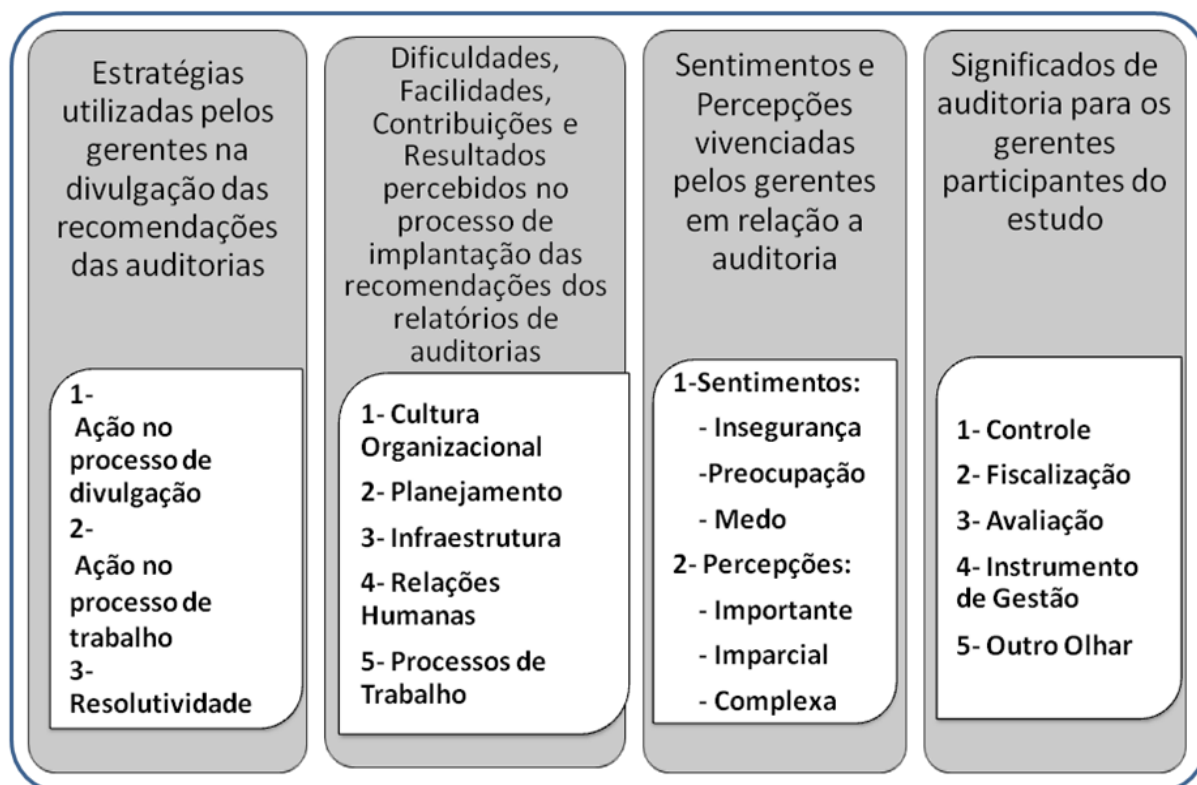 Estratégias
utilizadas pelos
gerentes na
divulgação das
recomendações
das auditorias
1-
Ação no
processo de
divulgação
2-
Ação no
processo de
trabalho
3-
Resolutividade
Dificuldades,
Facilidades,
Contribuições e
Resultados
percebidos no
processo de
implantação das
recomendações dos
relatórios de
auditorias
1- Cultura
Organizacional
2- Planejamento
3- Infraestrutura
4- Relações
Humanas
5- Processos de
Trabalho
Sentimentos e
Percepções
vivenciadas
pelos gerentes
em relação a
auditoria
1-Sentimentos:
- Insegurança
-Preocupação
- Medo
2- Percepções:
- Importante
- Imparcial
- Complexa
Significados de
auditoria para os
gerentes
participantes do
estudo
1- Controle
2- Fiscalização
3- Avaliação
4- Instrumento
de Gestão
5- Outro Olhar